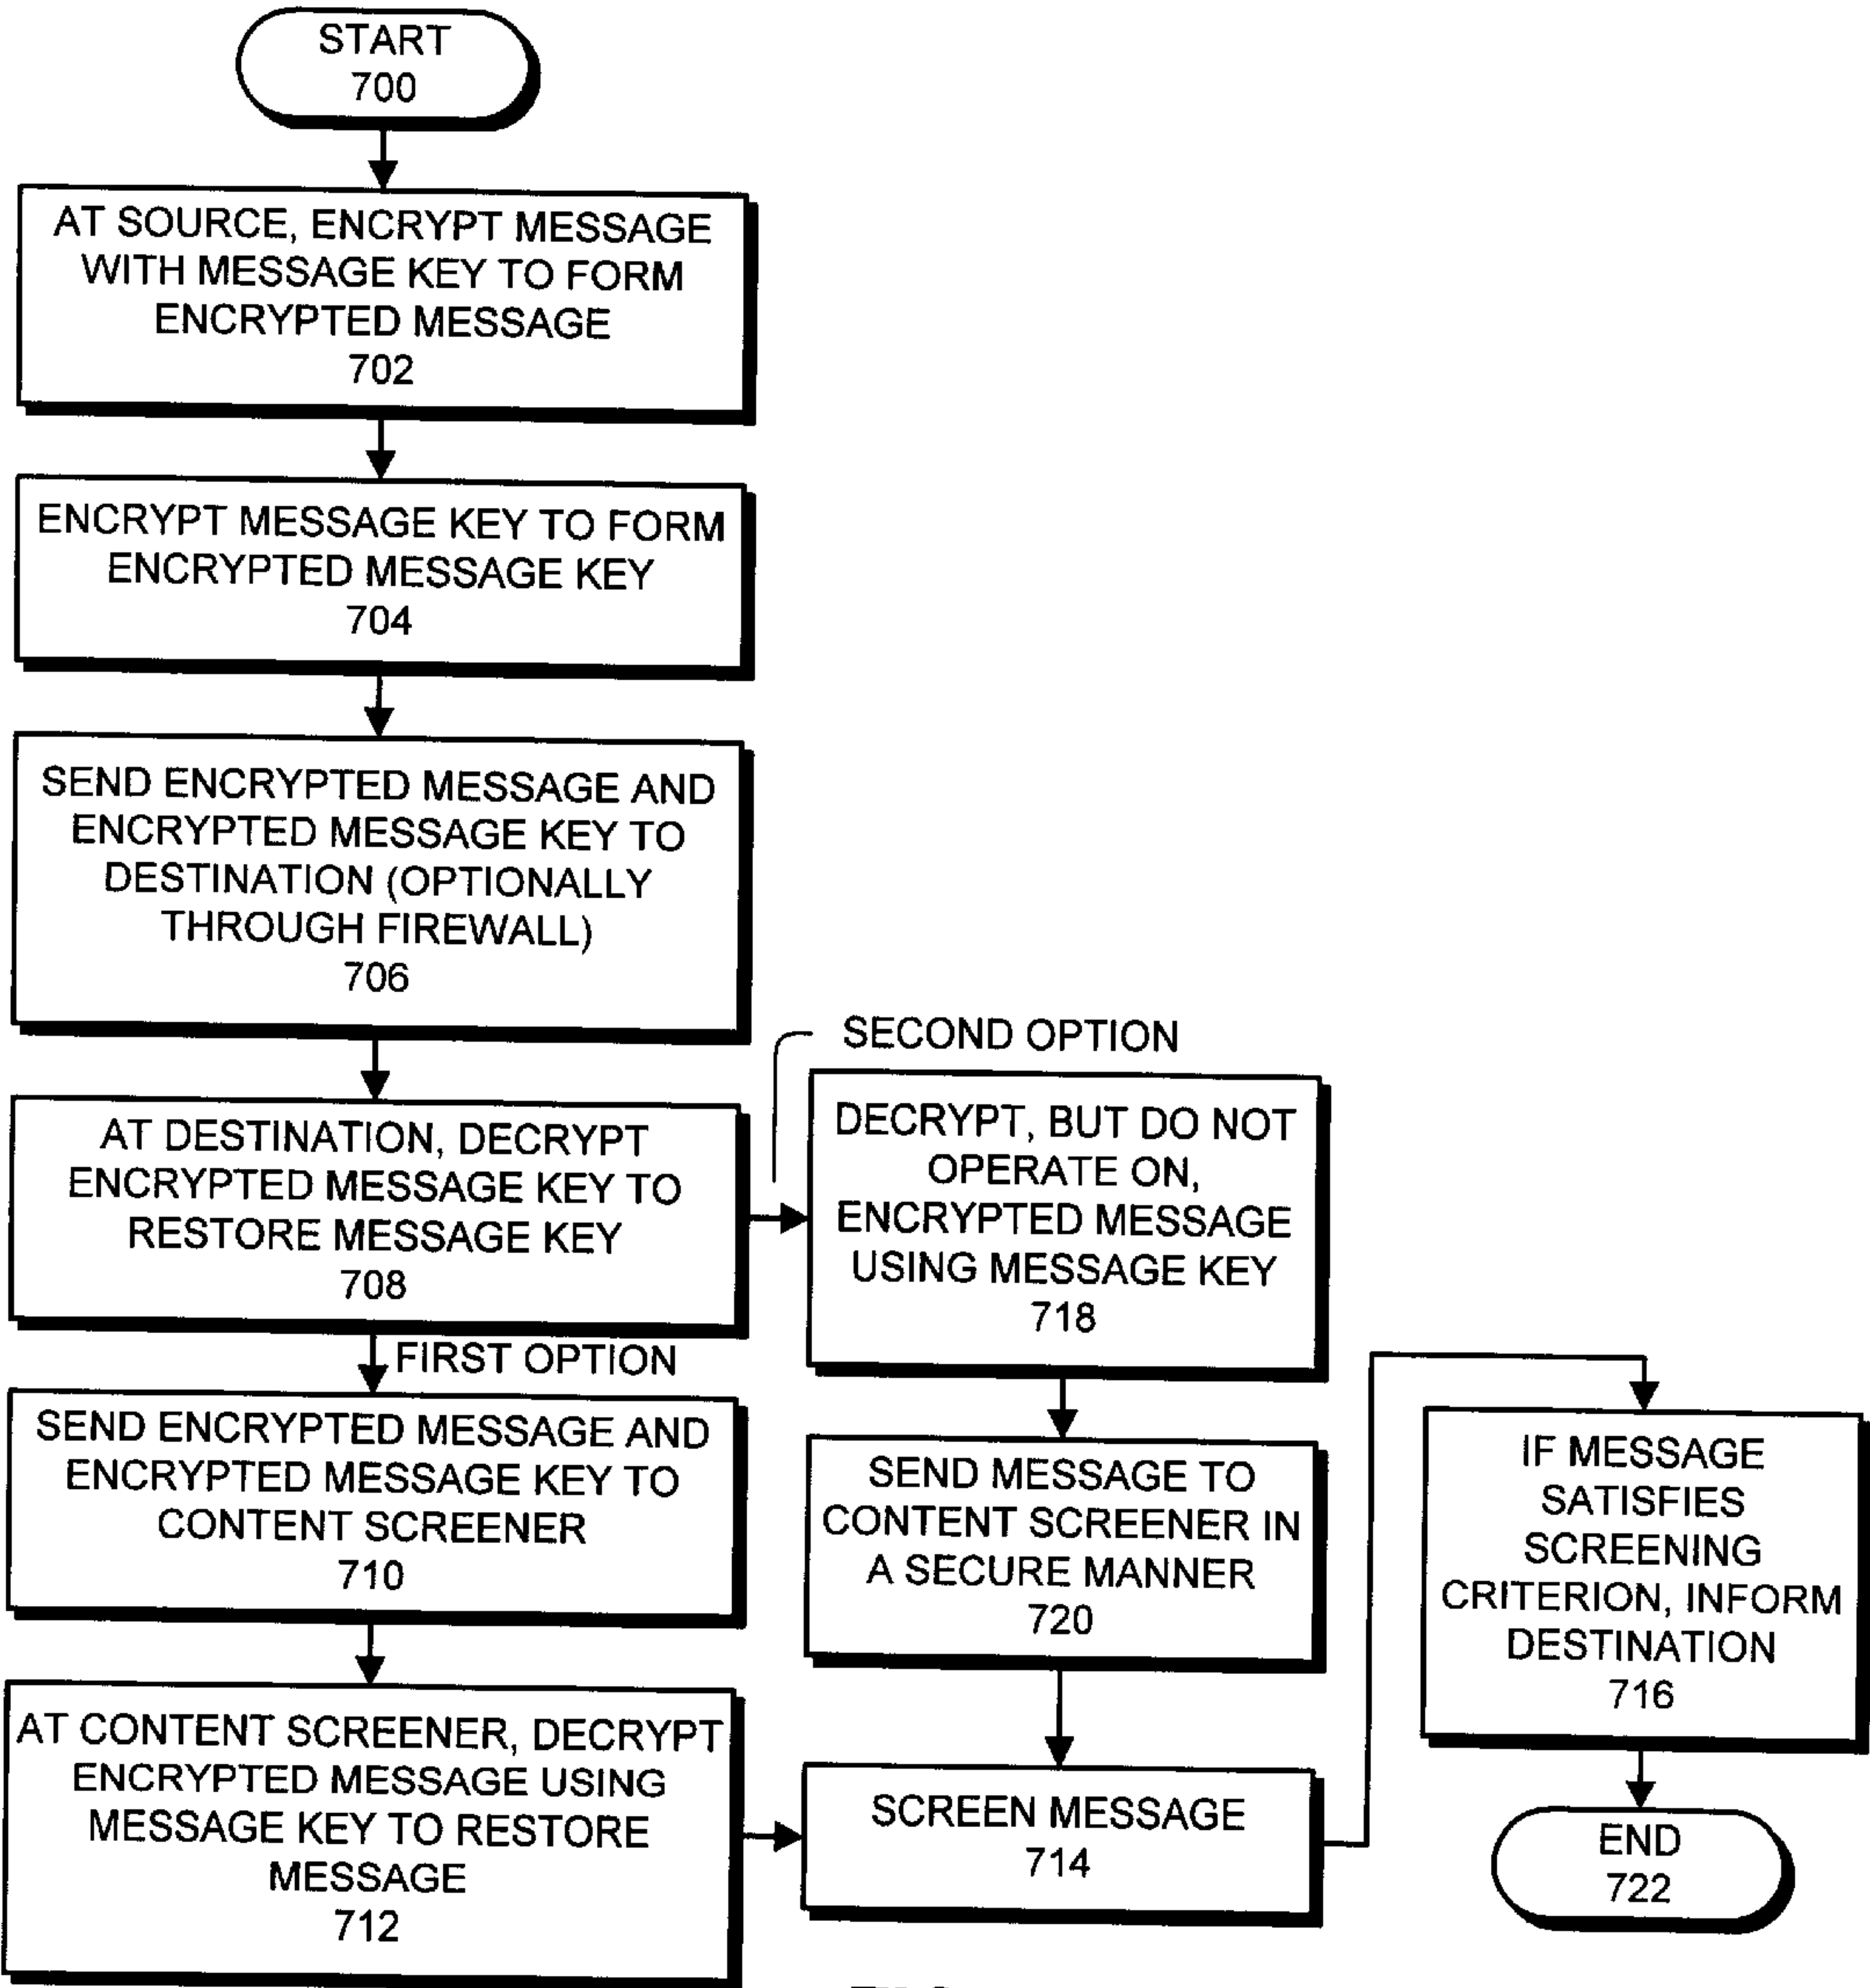 START
700
AT SOURCE, ENCRYPT MESSAGE
WITH MESSAGE KEY TO FORM
ENCRYPTED MESSAGE
702
ENCRYPT MESSAGE KEY TO FORM
ENCRYPTED MESSAGE KEY
704
SEND ENCRYPTED MESSAGE AND
ENCRYPTED MESSAGE KEY TO
DESTINATION (OPTIONALLY
THROUGH FIREWALL)
706
AT DESTINATION, DECRYPT
ENCRYPTED MESSAGE KEY TO
RESTORE MESSAGE KEY
708
FIRST OPTION
SEND ENCRYPTED MESSAGE AND
ENCRYPTED MESSAGE KEY TO
CONTENT SCREENER
710
AT CONTENT SCREENER, DECRYPT
ENCRYPTED MESSAGE USING
MESSAGE KEY TO RESTORE
MESSAGE
712
SECOND OPTION
DECRYPT, BUT DO NOT
OPERATE ON,
ENCRYPTED MESSAGE
USING MESSAGE KEY
718
SEND MESSAGE TO
CONTENT SCREENER IN
A SECURE MANNER
720
SCREEN MESSAGE
714
IF MESSAGE
SATISFIES
SCREENING
CRITERION, INFORM
DESTINATION
716
END
722